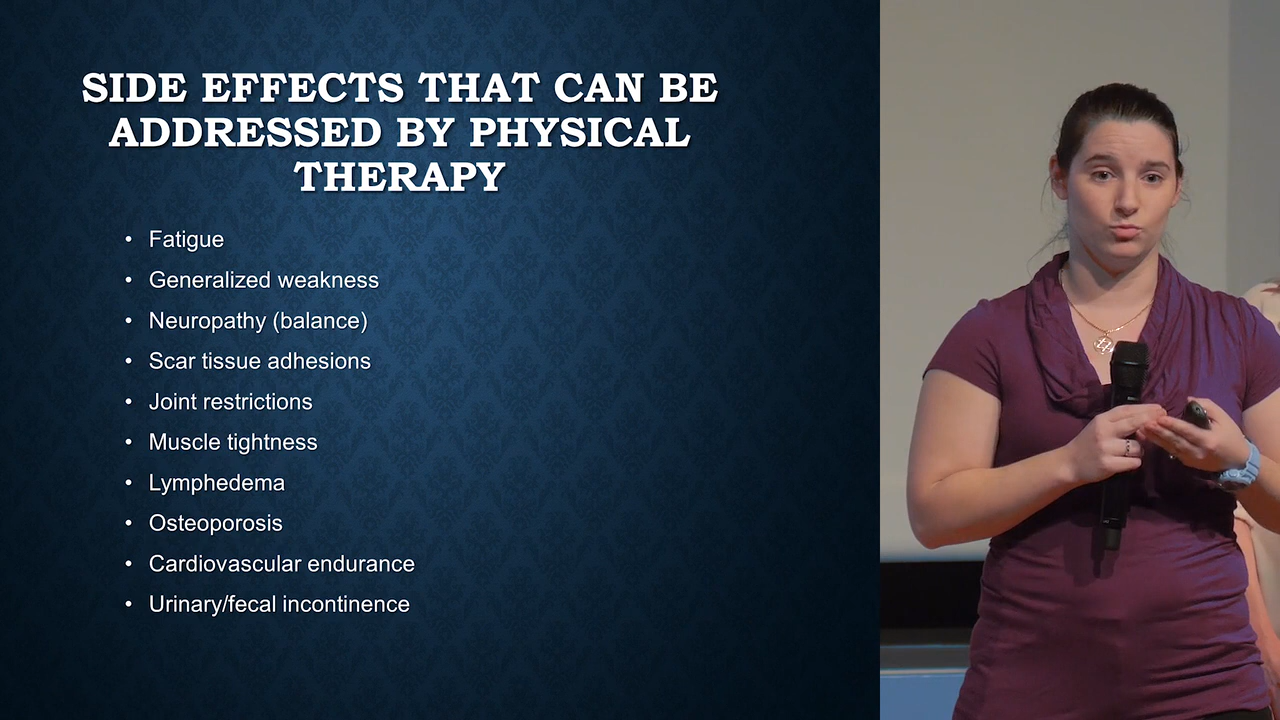 SIDE EFFECTS THAT CAN BE
ADDRESSED BY PHYSICAL
THERAPY
• Fatigue
• Generalized weakness
• Neuropathy (balance)
• Scar tissue adhesions
• Joint restrictions
• Muscle tightness
• Lymphedema
• Osteoporosis
• Cardiovascular endurance
• Urinary/fecal incontinence